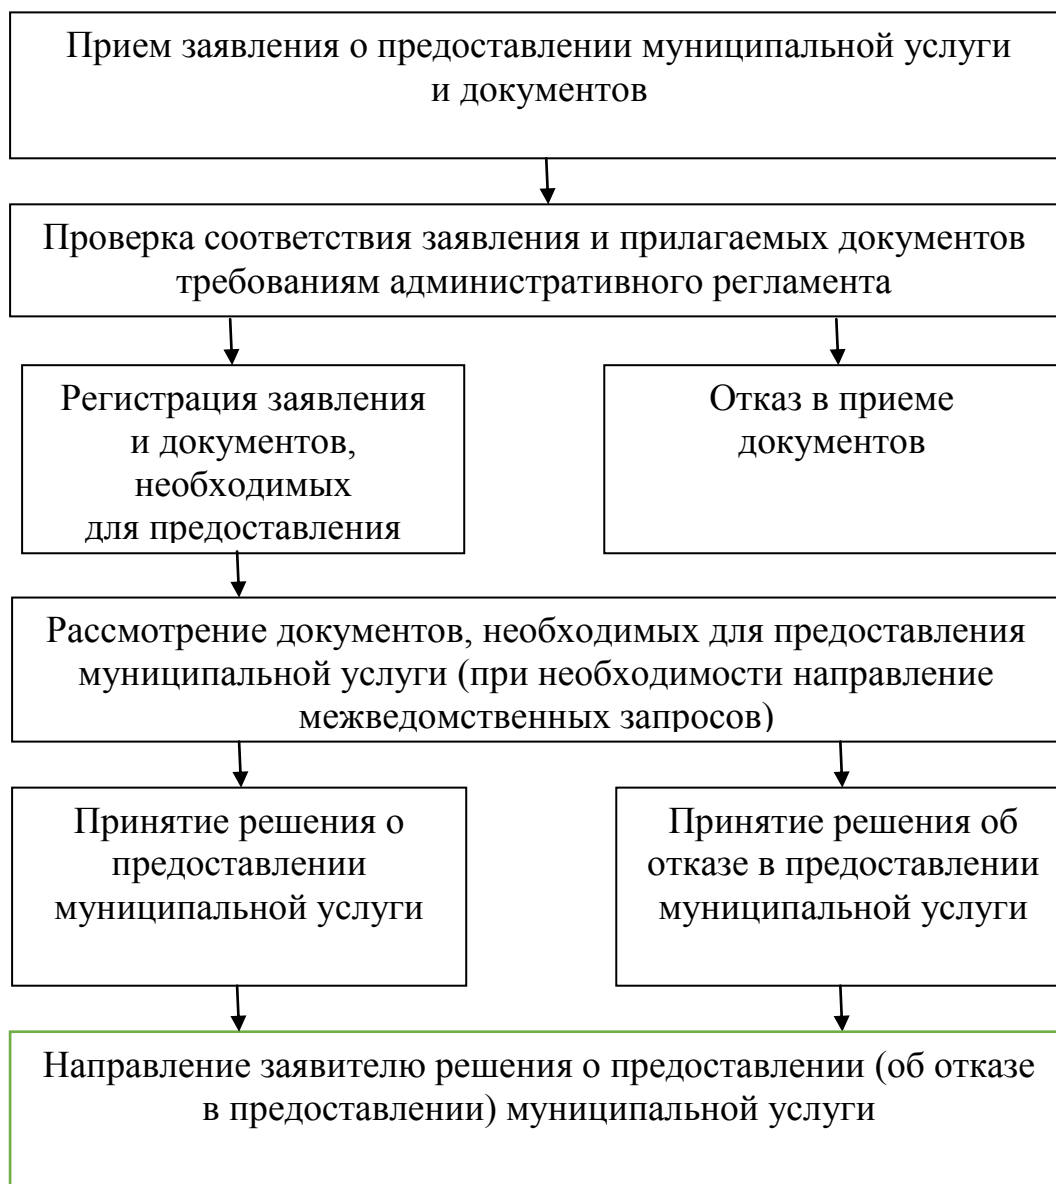 Прием заявления о предоставлении муниципальной услуги
и документов
Проверка соответствия заявления и прилагаемых документов
требованиям административного регламента
Регистрация заявления
и документов,
необходимых
для предоставления
Отказ в приеме
документов
Рассмотрение документов, необходимых для предоставления
муниципальной услуги (при необходимости направление
межведомственных запросов)
Принятие решения о
предоставлении
муниципальной услуги
Принятие решения об
отказе в предоставлении
муниципальной услуги
Направление заявителю решения о предоставлении (об отказе
в предоставлении) муниципальной услуги